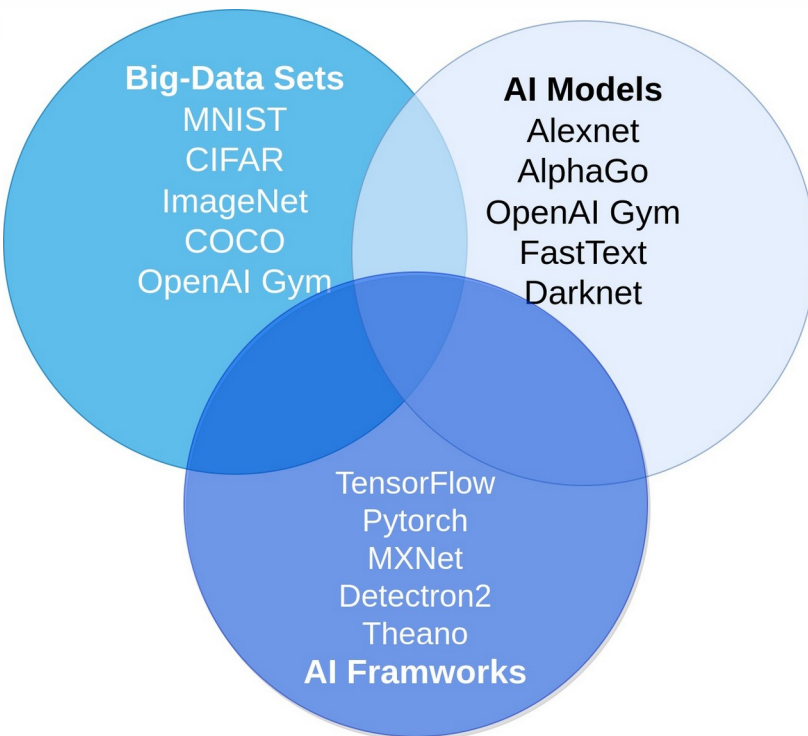 Big-Data Sets
MNIST
CIFAR
ImageNet
COCO
OpenAI Gym
AI Models
Alexnet
AlphaGo
OpenAI Gym
FastText
Darknet
TensorFlow
Pytorch
MXNet
Detectron2
Theano
AI Framworks